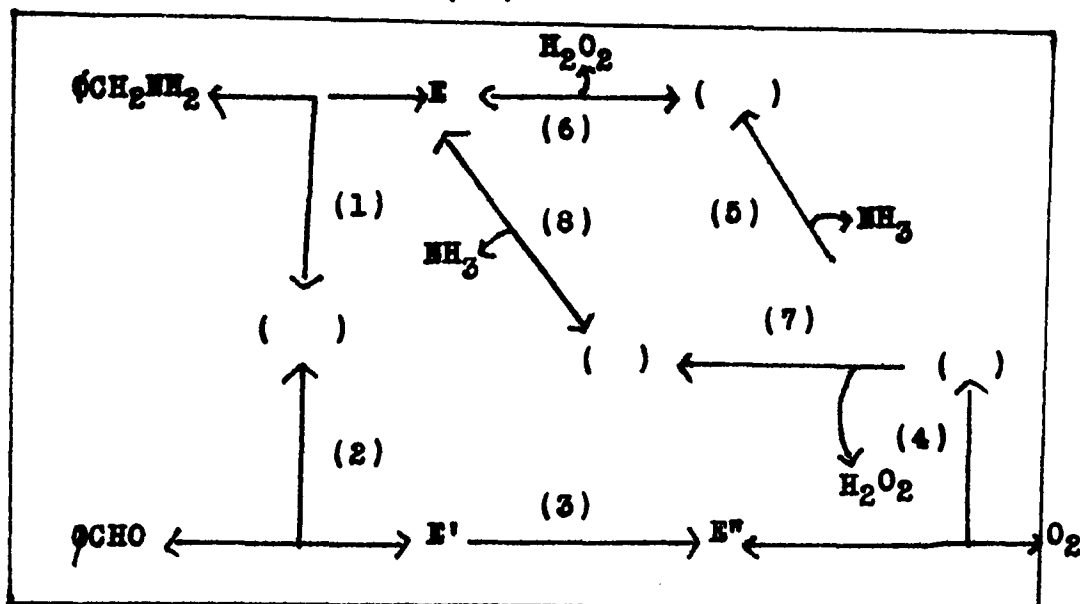 H₂O₂
ϕCH₂NH₂ E ( )
(6)
(1) (8) (5) NH₃
NH₃
( ) (7)
( ) ( )
(2) (4)
H₂O₂
ϕCHO E' (3) E" O₂